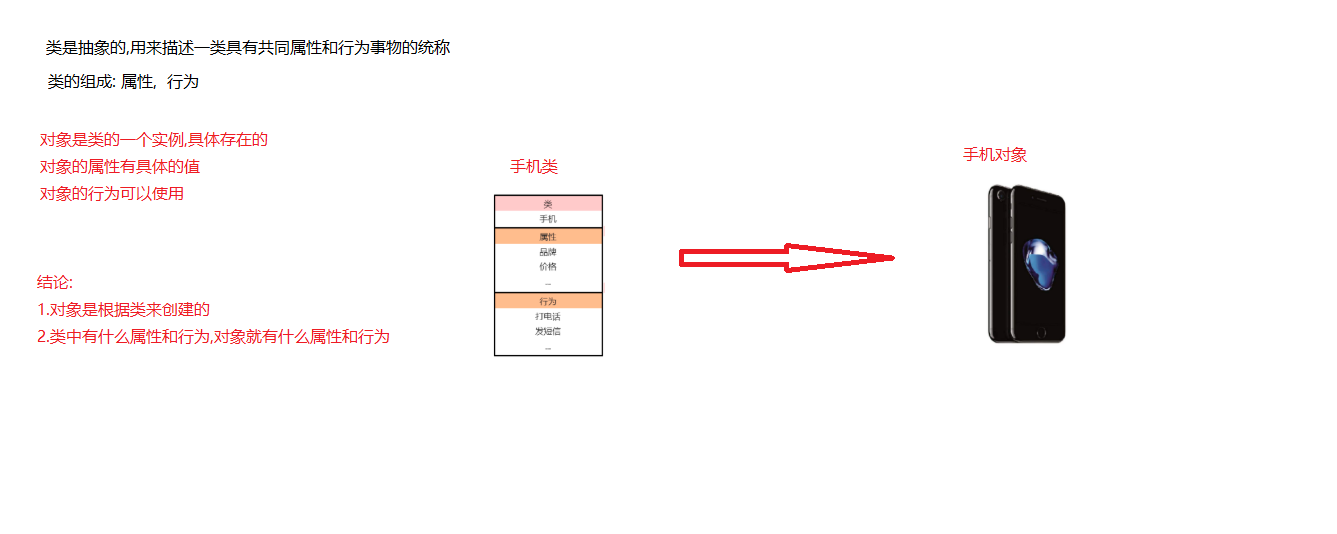 类是抽象的,用来描述一类具有共同属性和行为事物的统称
类的组成: 属性, 行为
对象是类的一个实例,具体存在的
对象的属性有具体的值
对象的行为可以使用
结论:
1.对象是根据类来创建的
2.类中有什么属性和行为,对象就有什么属性和行为
手机类
类
手机
属性
品牌
价格
...
行为
打电话
发短信
...
手机对象